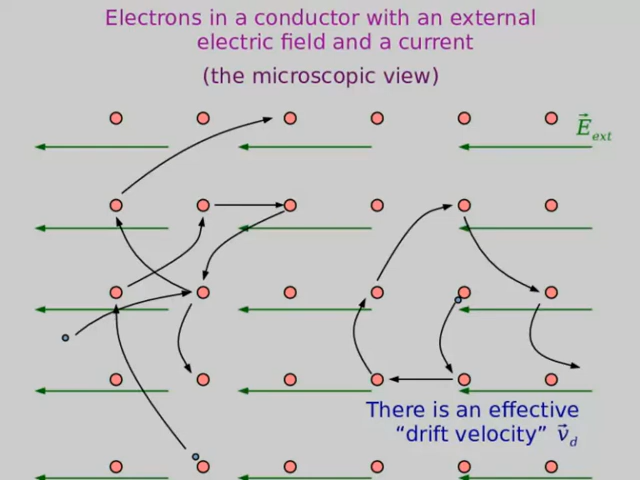 Electrons in a conductor with an external
electric field and a current
(the microscopic view)
E⃗ext
There is an effective
“drift velocity” v⃗d